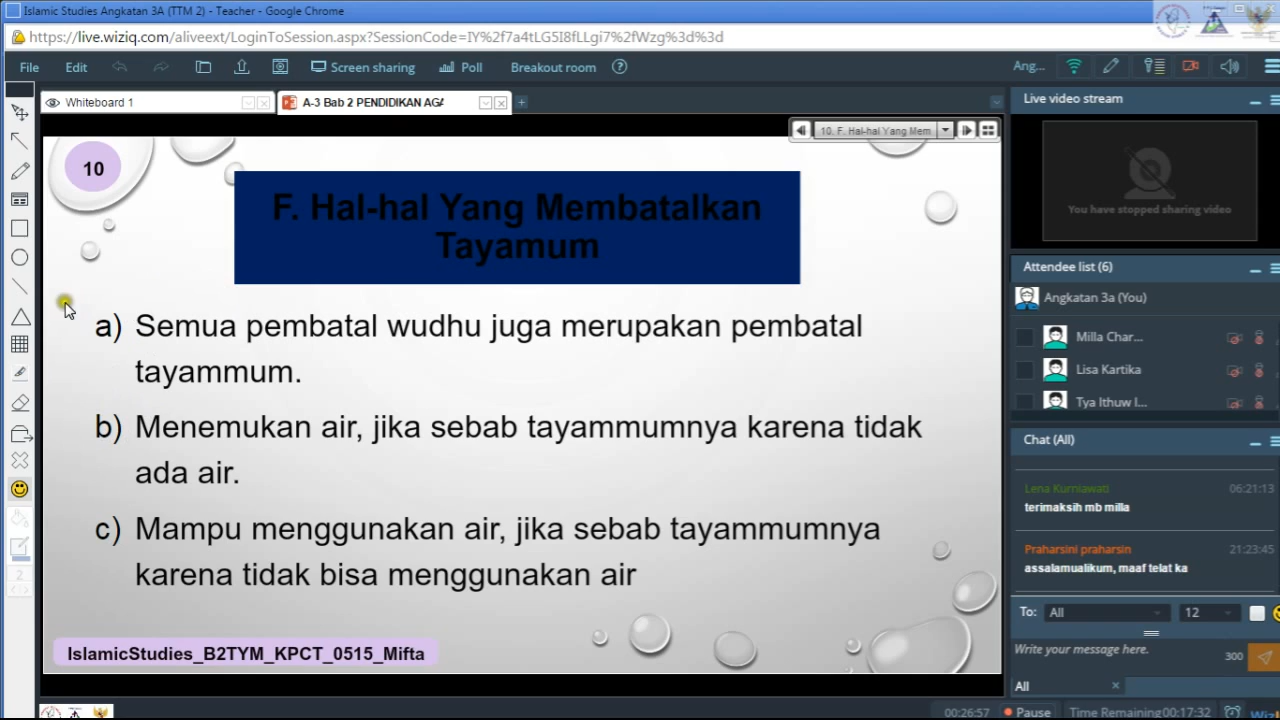 Islamic Studies Angkatan 3A (TTM 2) - Teacher - Google Chrome
https://live.wiziq.com/aliveext/LoginToSession.aspx?SessionCode=IY%2f7a4tLG5I8fLLgi7%2fWzg%3d%3d
File Edit Screen sharing Poll Breakout room ? Ang...
Whiteboard 1
A-3 Bab 2 PENDIDIKAN AGA
10. F. Hal-hal Yang Mem
10
F. Hal-hal Yang Membatalkan
Tayamum
a) Semua pembatal wudhu juga merupakan pembatal
tayammum.
b) Menemukan air, jika sebab tayammumnya karena tidak
ada air.
c) Mampu menggunakan air, jika sebab tayammumnya
karena tidak bisa menggunakan air
IslamicStudies_B2TYM_KPCT_0515_Mifta
2
Live video stream
You have stopped sharing video
Attendee list (6)
Angkatan 3a (You)
Milla Char...
Lisa Kartika
Tya Ithuw I...
Chat (All)
Lena Kurniawati 06:21:13
terimaksih mb milla
Praharsini praharsin 21:23:45
assalamualikum, maaf telat ka
To: All 12
Write your message here. 300
All
00:26:57 Pause Time Remaining 00:17:32